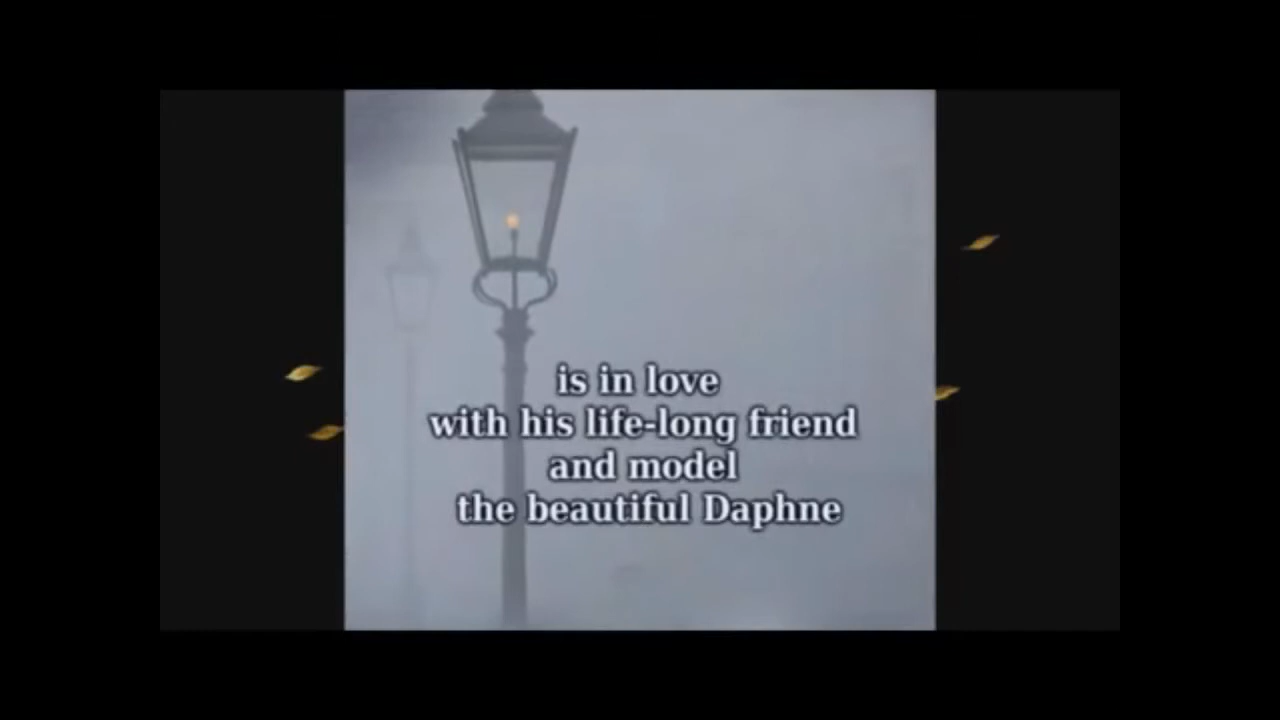 is in love
with his life-long friend
and model
the beautiful Daphne